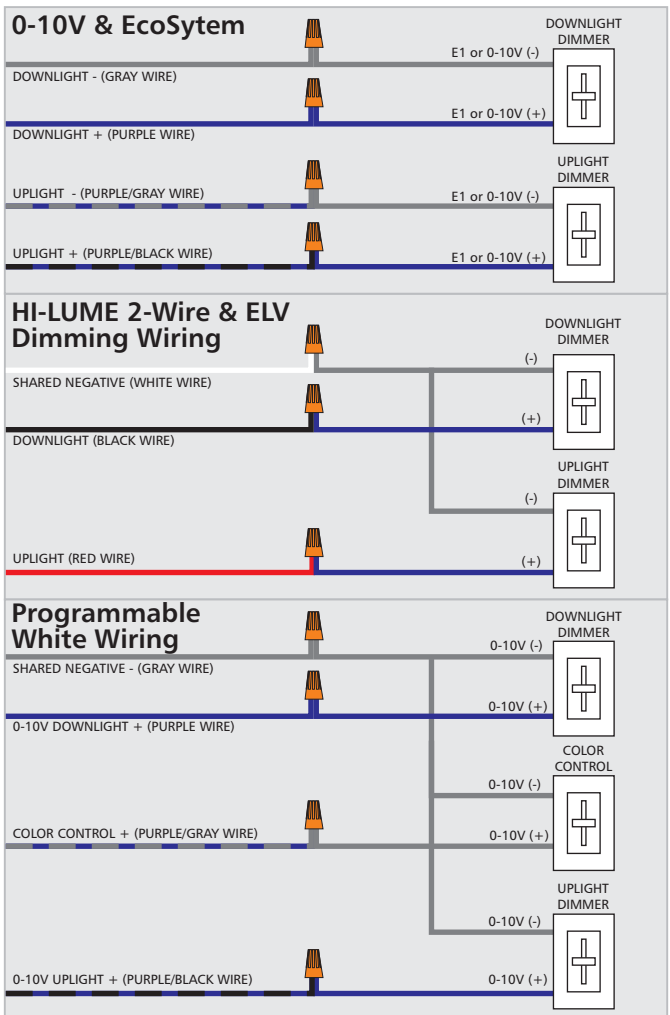 0-10V & EcoSytem
DOWNLIGHT
DIMMER
E1 or 0-10V (-)
DOWNLIGHT - (GRAY WIRE)
E1 or 0-10V (+)
DOWNLIGHT + (PURPLE WIRE)
UPLIGHT
DIMMER
UPLIGHT - (PURPLE/GRAY WIRE)
E1 or 0-10V (-)
UPLIGHT + (PURPLE/BLACK WIRE)
E1 or 0-10V (+)
HI-LUME 2-Wire & ELV
Dimming Wiring
DOWNLIGHT
DIMMER
(-)
SHARED NEGATIVE (WHITE WIRE)
(+)
DOWNLIGHT (BLACK WIRE)
UPLIGHT
DIMMER
(-)
UPLIGHT (RED WIRE)
(+)
Programmable
White Wiring
DOWNLIGHT
DIMMER
0-10V (-)
SHARED NEGATIVE - (GRAY WIRE)
0-10V (+)
0-10V DOWNLIGHT + (PURPLE WIRE)
COLOR
CONTROL
0-10V (-)
COLOR CONTROL + (PURPLE/GRAY WIRE)
0-10V (+)
UPLIGHT
DIMMER
0-10V (-)
0-10V UPLIGHT + (PURPLE/BLACK WIRE)
0-10V (+)